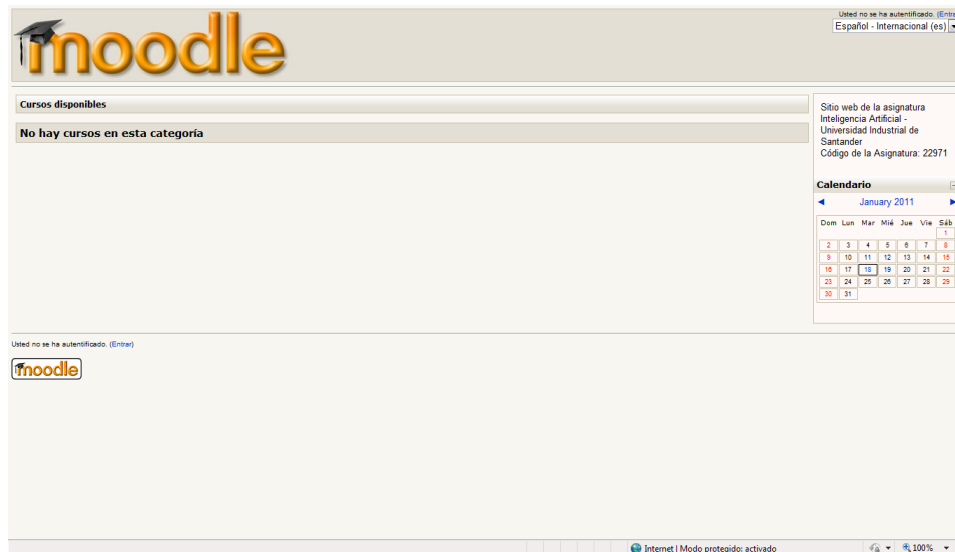 moodle
Usted no se ha autentificado. (Entra
Español - Internacional (es)
Cursos disponibles
No hay cursos en esta categoría
Sitio web de la asignatura
Inteligencia Artificial -
Universidad Industrial de
Santander
Código de la Asignatura: 22971
Calendario
January 2011
Dom Lun Mar Mié Jue Vie Sáb
1
2 3 4 5 6 7 8
9 10 11 12 13 14 15
16 17 18 19 20 21 22
23 24 25 26 27 28 29
30 31
Usted no se ha autentificado. (Entrar)
moodle
Internet | Modo protegido: activado
100%